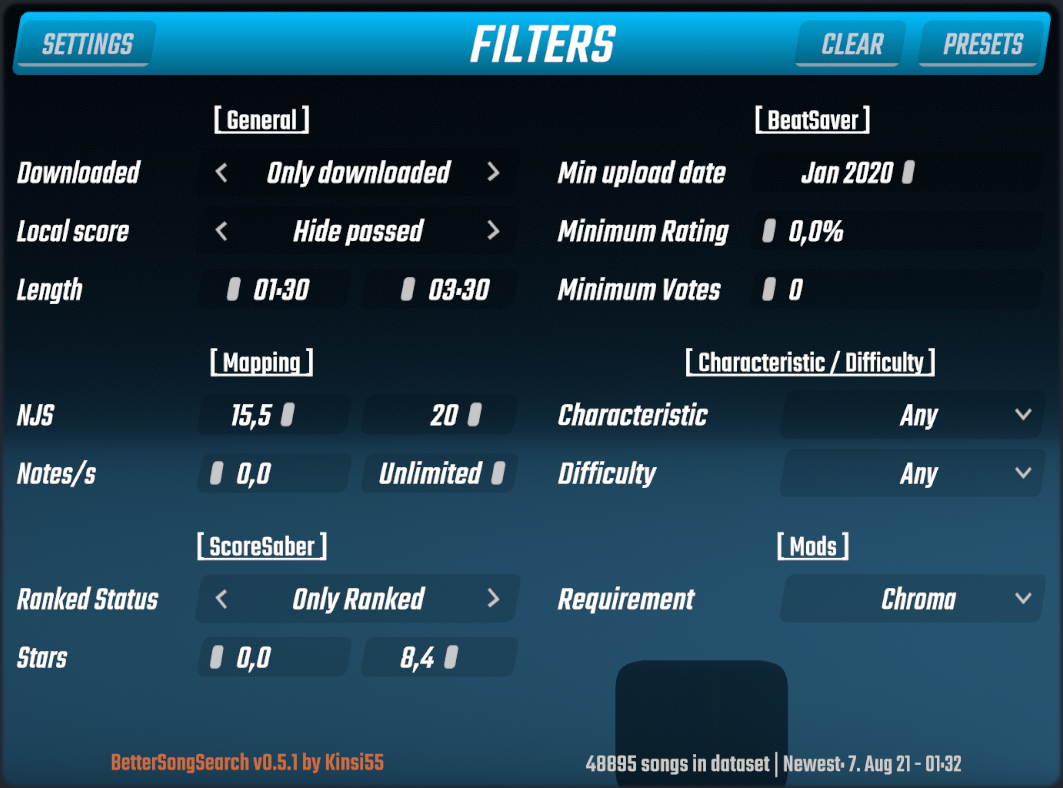 SETTINGS FILTERS CLEAR PRESETS
[ General ]
Downloaded < Only downloaded >
Local score < Hide passed >
Length 01:30 03:30
[ Mapping ]
NJS 15,5 20
Notes/s 0,0 Unlimited
[ ScoreSaber ]
Ranked Status < Only Ranked >
Stars 0,0 8,4
[ BeatSaver ]
Min upload date Jan 2020
Minimum Rating 0,0%
Minimum Votes 0
[ Characteristic / Difficulty ]
Characteristic Any
Difficulty Any
[ Mods ]
Requirement Chroma
BetterSongSearch v0.5.1 by Kinsi55
48895 songs in dataset | Newest: 7. Aug 21 - 01:32